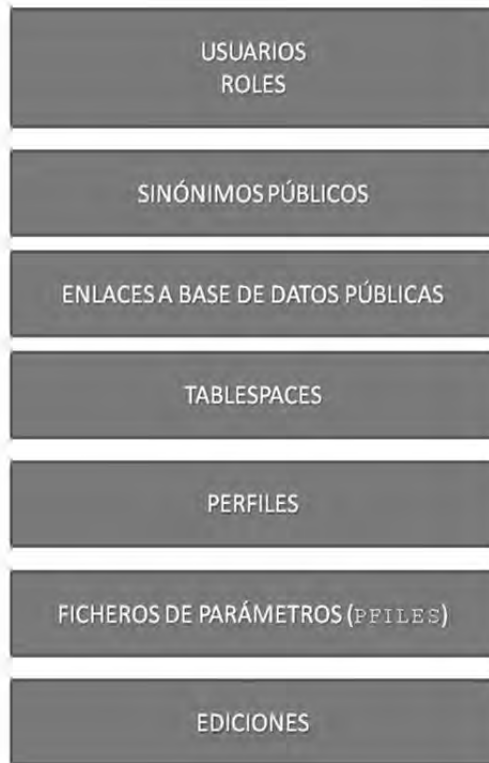 USUARIOS
ROLES
SINÓNIMOS PÚBLICOS
ENLACES A BASE DE DATOS PÚBLICAS
TABLESPACES
PERFILES
FICHEROS DE PARÁMETROS (PFILES)
EDICIONES